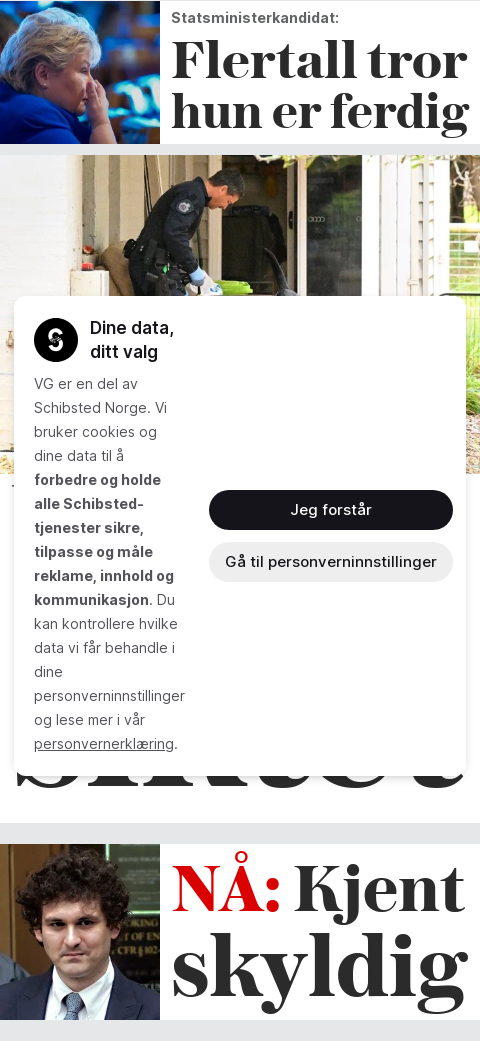 Statsministerkandidat:
Flertall tror
hun er ferdig
Dine data,
ditt valg
VG er en del av
Schibsted Norge. Vi
bruker cookies og
dine data til å
forbedre og holde
alle Schibsted-
tjenester sikre,
tilpasse og måle
reklame, innhold og
kommunikasjon. Du
kan kontrollere hvilke
data vi får behandle i
dine
personverninnstillinger
og lese mer i vår
personvernerklæring.
Jeg forstår
Gå til personverninnstillinger
NÅ: Kjent
skyldig